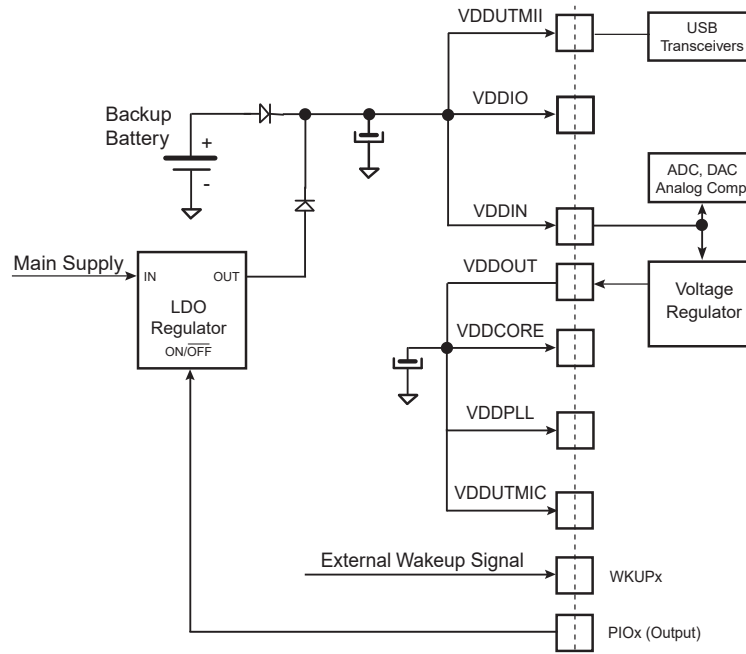 VDDUTMII
USB
Transceivers
VDDIO
Backup
Battery
+
-
ADC, DAC
Analog Comp.
VDDIN
Main Supply
IN
OUT
LDO
Regulator
ON/OFF
VDDOUT
Voltage
Regulator
VDDCORE
VDDPLL
VDDUTMIC
External Wakeup Signal
WKUPx
PIOx (Output)